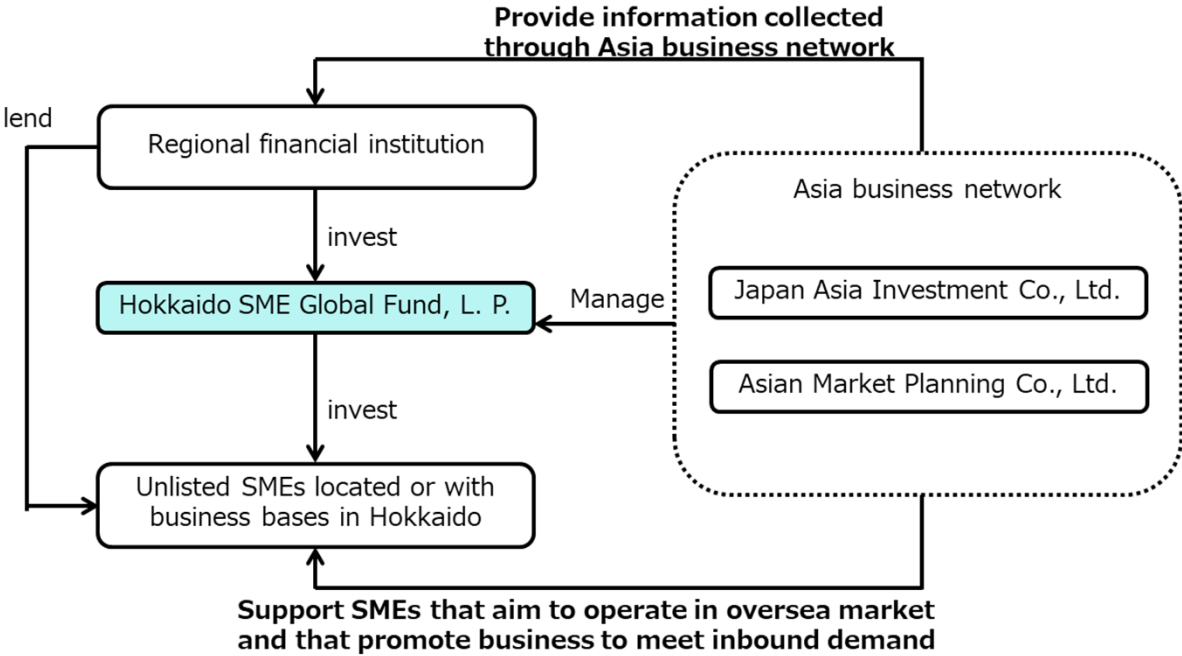 Provide information collected
through Asia business network
lend
Regional financial institution
Asia business network
invest
Japan Asia Investment Co., Ltd.
Hokkaido SME Global Fund, L. P.
Manage
Asian Market Planning Co., Ltd.
invest
Unlisted SMEs located or with
business bases in Hokkaido
Support SMEs that aim to operate in oversea market
and that promote business to meet inbound demand